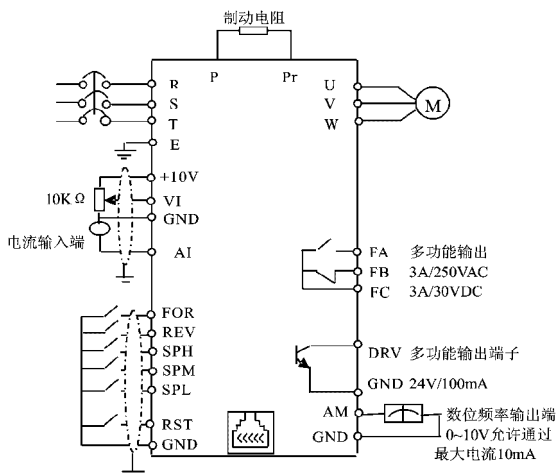 制动电阻
P Pr
R U
S V M
T W
E
+10V
10KΩ VI
GND
电流输入端
AI FA 多功能输出
FB 3A/250VAC
FC 3A/30VDC
FOR
REV
SPH DRV 多功能输出端子
SPM
SPL GND 24V/100mA
AM 数位频率输出端
RST
GND GND 0~10V允许通过
最大电流10mA